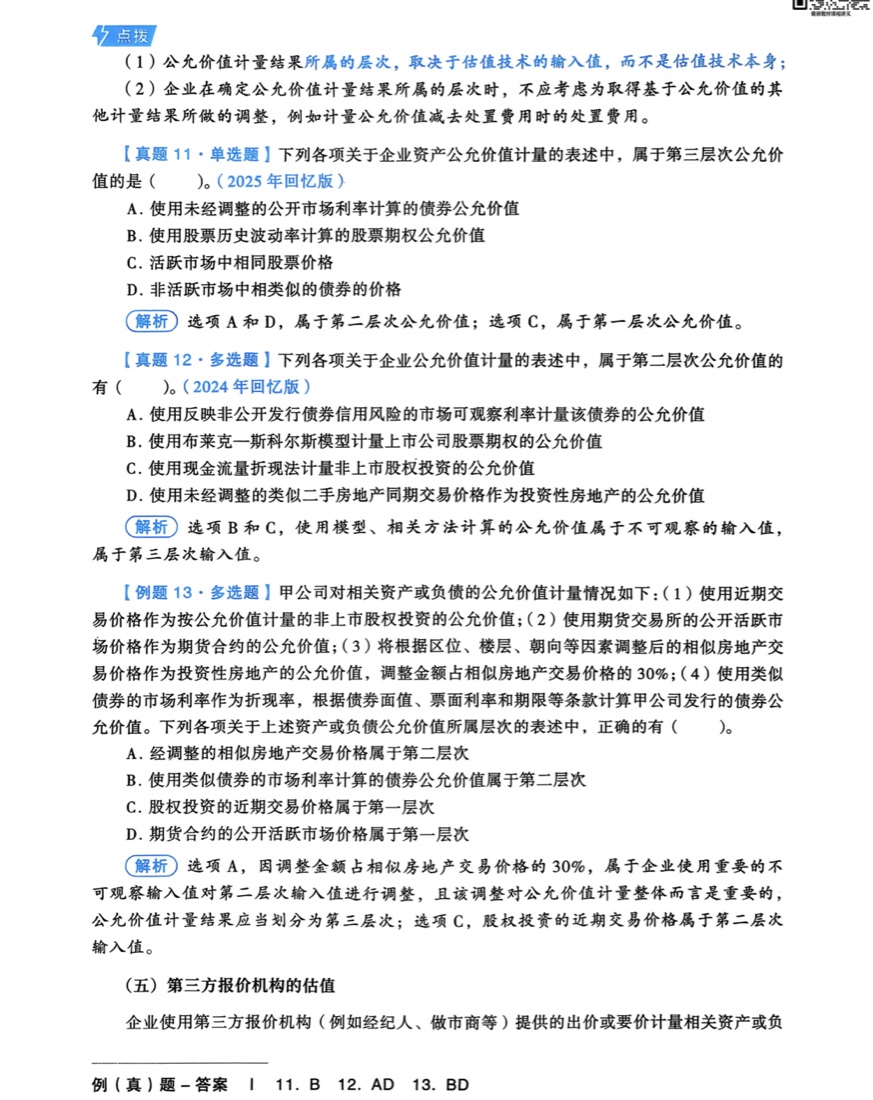 点拨
（1）公允价值计量结果所属的层次，取决于估值技术的输入值，而不是估值技术本身；
（2）企业在确定公允价值计量结果所属的层次时，不应考虑为取得基于公允价值的其
他计量结果所做的调整，例如计量公允价值减去处置费用时的处置费用。
【真题 11·单选题】下列各项关于企业资产公允价值计量的表述中，属于第三层次公允价
值的是（　　）。（2025 年回忆版）
A. 使用未经调整的公开市场利率计算的债券公允价值
B. 使用股票历史波动率计算的股票期权公允价值
C. 活跃市场中相同股票价格
D. 非活跃市场中相类似的债券的价格
解析 选项 A 和 D，属于第二层次公允价值；选项 C，属于第一层次公允价值。
【真题 12·多选题】下列各项关于企业公允价值计量的表述中，属于第二层次公允价值的
有（　　）。（2024 年回忆版）
A. 使用反映非公开发行债券信用风险的市场可观察利率计量该债券的公允价值
B. 使用布莱克—斯科尔斯模型计量上市公司股票期权的公允价值
C. 使用现金流量折现法计量非上市股权投资的公允价值
D. 使用未经调整的类似二手房地产同期交易价格作为投资性房地产的公允价值
解析 选项 B 和 C，使用模型、相关方法计算的公允价值属于不可观察的输入值，
属于第三层次输入值。
【例题 13·多选题】甲公司对相关资产或负债的公允价值计量情况如下：（1）使用近期交
易价格作为按公允价值计量的非上市股权投资的公允价值；（2）使用期货交易所的公开活跃市
场价格作为期货合约的公允价值；（3）将根据区位、楼层、朝向等因素调整后的相似房地产交
易价格作为投资性房地产的公允价值，调整金额占相似房地产交易价格的 30%；（4）使用类似
债券的市场利率作为折现率，根据债券面值、票面利率和期限等条款计算甲公司发行的债券公
允价值。下列各项关于上述资产或负债公允价值所属层次的表述中，正确的有（　　）。
A. 经调整的相似房地产交易价格属于第二层次
B. 使用类似债券的市场利率计算的债券公允价值属于第二层次
C. 股权投资的近期交易价格属于第一层次
D. 期货合约的公开活跃市场价格属于第一层次
解析 选项 A，因调整金额占相似房地产交易价格的 30%，属于企业使用重要的不
可观察输入值对第二层次输入值进行调整，且该调整对公允价值计量整体而言是重要的，
公允价值计量结果应当划分为第三层次；选项 C，股权投资的近期交易价格属于第二层次
输入值。
（五）第三方报价机构的估值
企业使用第三方报价机构（例如经纪人、做市商等）提供的出价或要价计量相关资产或负
例（真）题－答案 | 11. B 12. AD 13. BD